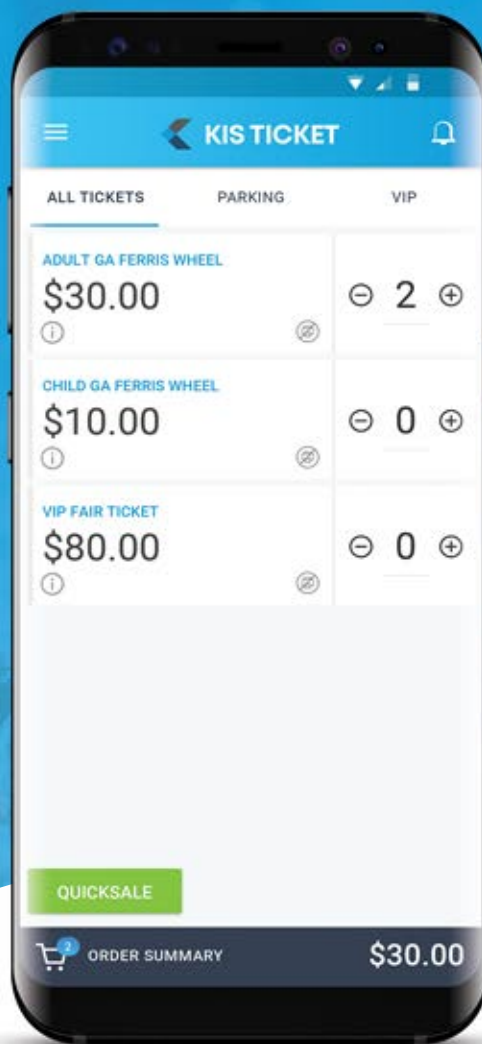 KIS TICKET
ALL TICKETS PARKING VIP
ADULT GA FERRIS WHEEL
$30.00
2
CHILD GA FERRIS WHEEL
$10.00
0
VIP FAIR TICKET
$80.00
0
QUICKSALE
2
ORDER SUMMARY $30.00